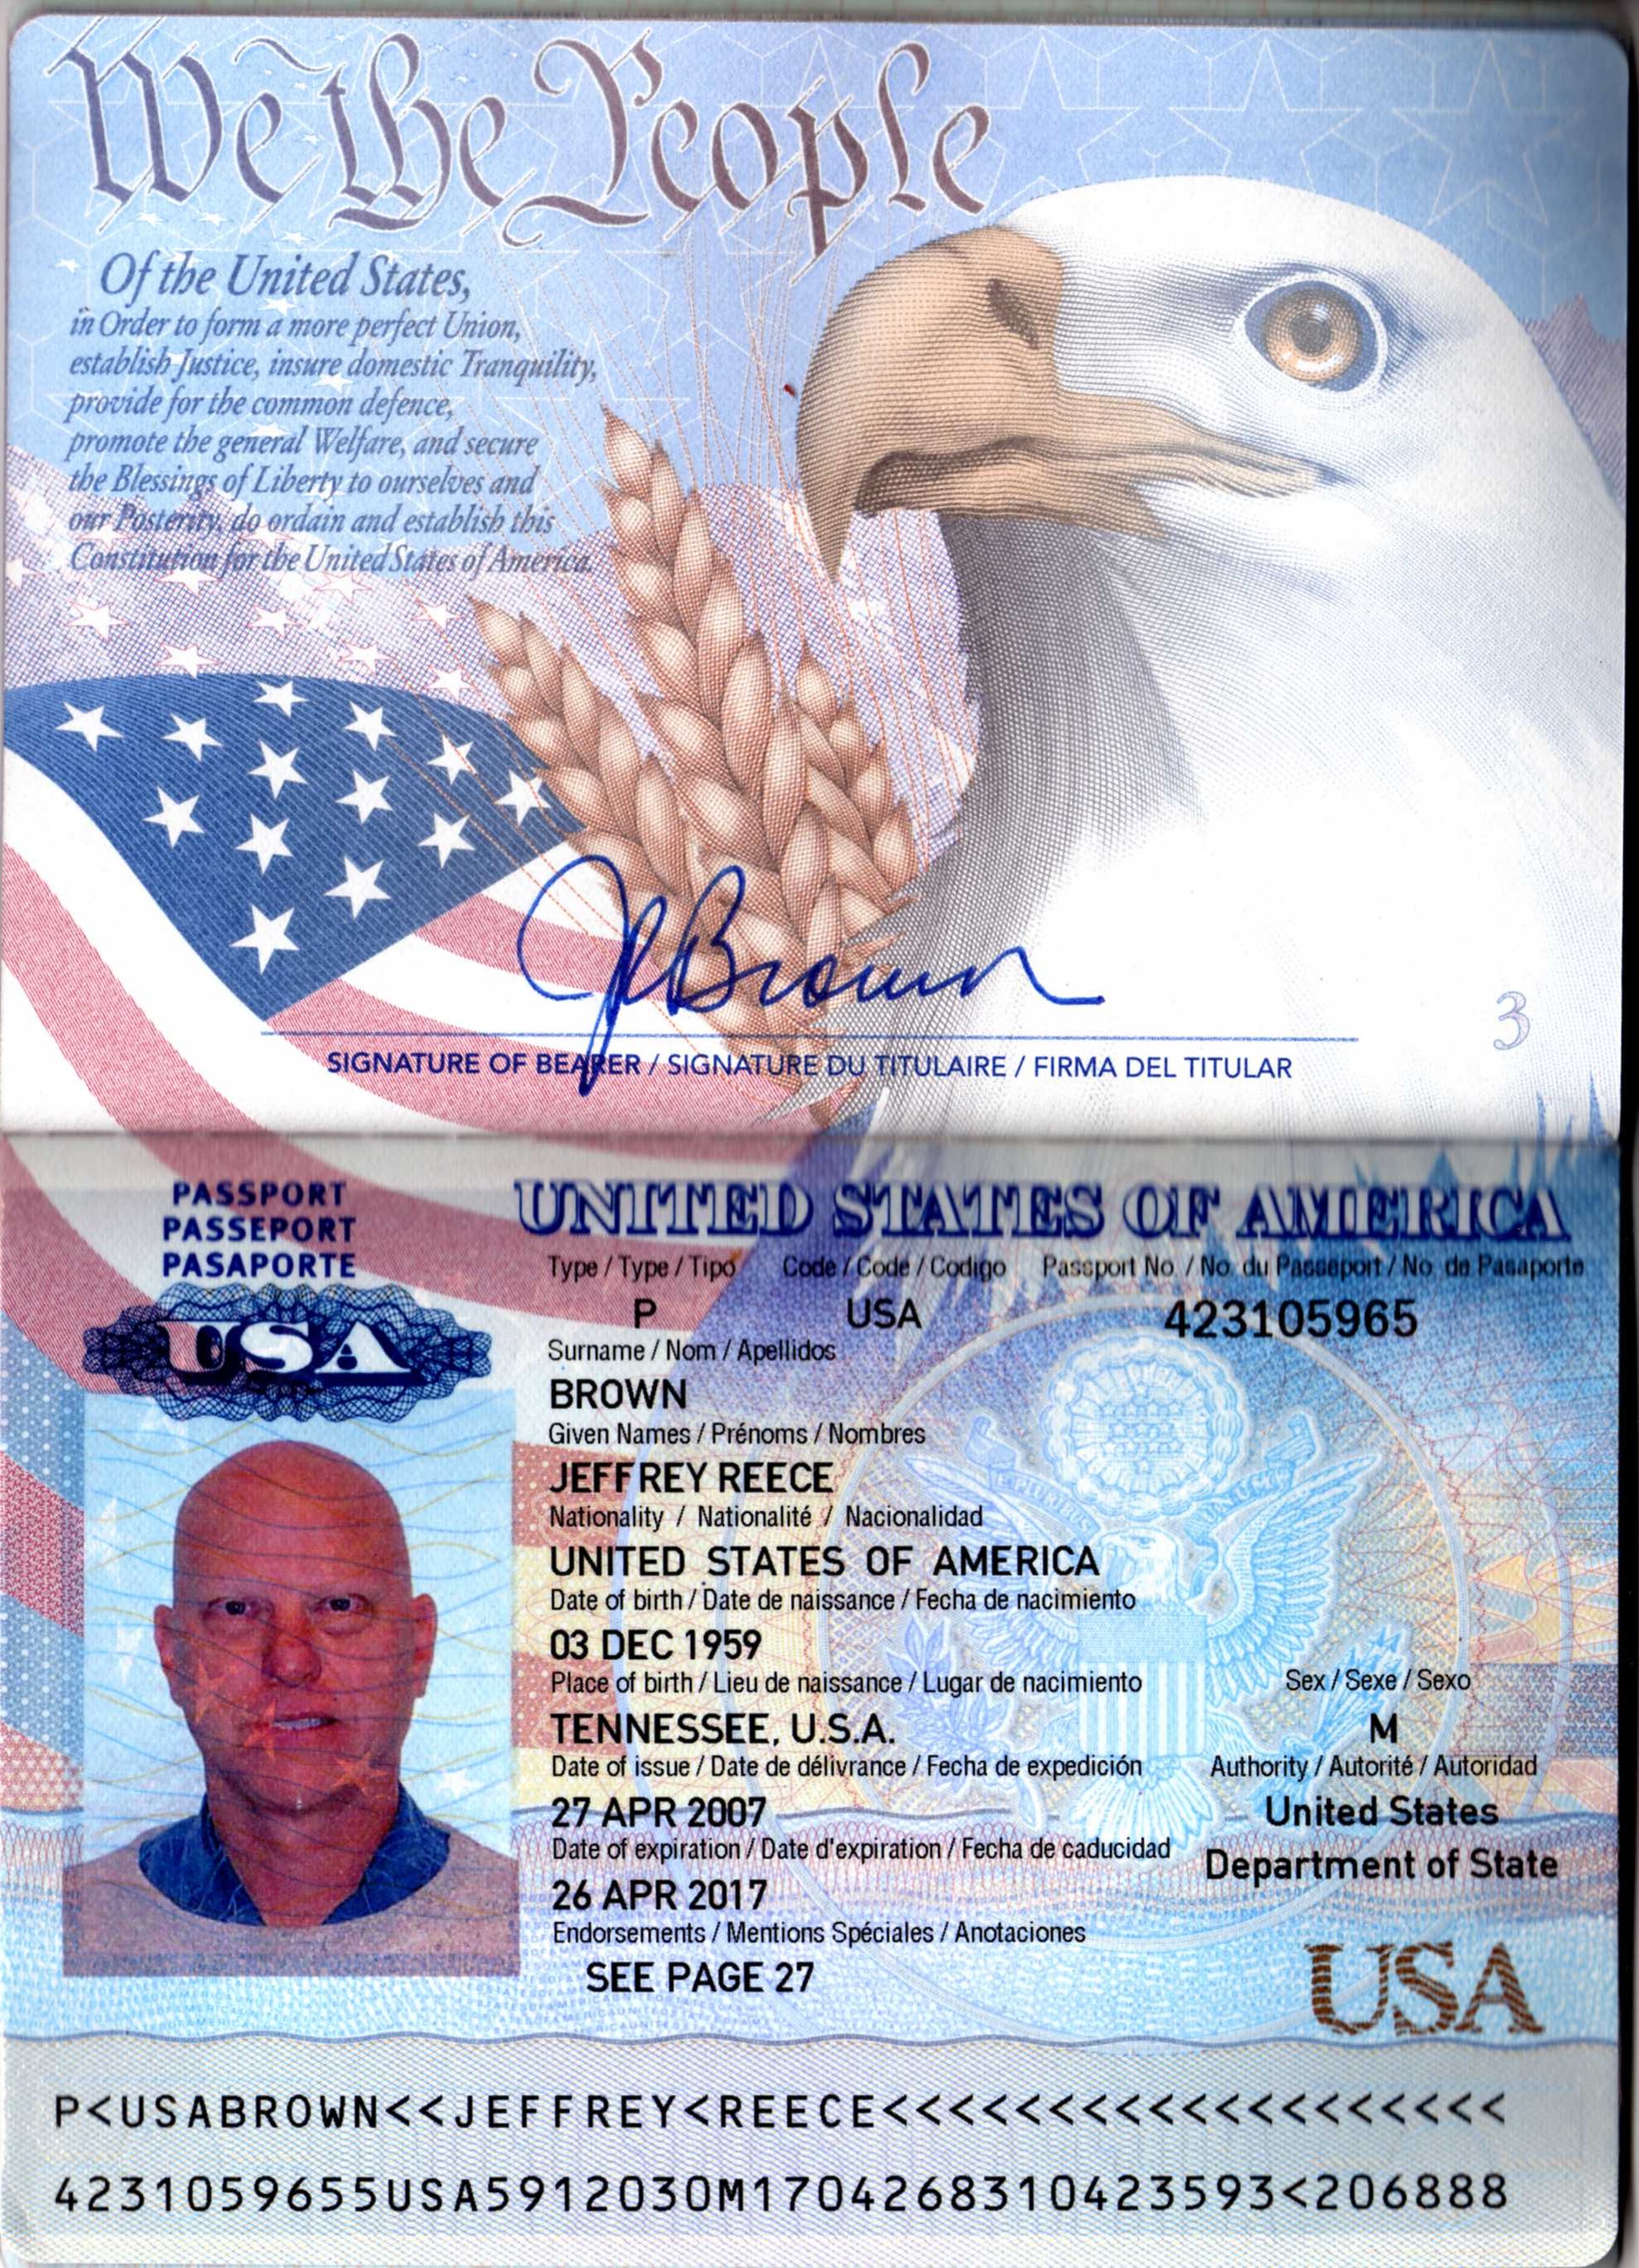 We the People
Of the United States,
in Order to form a more perfect Union,
establish Justice, insure domestic Tranquility,
provide for the common defence,
promote the general Welfare, and secure
the Blessings of Liberty to ourselves and
our Posterity, do ordain and establish this
Constitution for the United States of America.
JRBrown
3
SIGNATURE OF BEARER / SIGNATURE DU TITULAIRE / FIRMA DEL TITULAR
PASSPORT
PASSEPORT
PASAPORTE
USA
UNITED STATES OF AMERICA
Type / Type / Tipo Code / Code / Codigo Passport No. / No. du Passeport / No. de Pasaporte
P USA 423105965
Surname / Nom / Apellidos
BROWN
Given Names / Prénoms / Nombres
JEFFREY REECE
Nationality / Nationalité / Nacionalidad
UNITED STATES OF AMERICA
Date of birth / Date de naissance / Fecha de nacimiento
03 DEC 1959
Place of birth / Lieu de naissance / Lugar de nacimiento Sex / Sexe / Sexo
TENNESSEE, U.S.A. M
Date of issue / Date de délivrance / Fecha de expedición Authority / Autorité / Autoridad
27 APR 2007 United States
Date of expiration / Date d'expiration / Fecha de caducidad Department of State
26 APR 2017
Endorsements / Mentions Spéciales / Anotaciones
SEE PAGE 27
USA
P<USABROWN<<JEFFREY<REECE<<<<<<<<<<<<<<<<<<<
4231059655USA5912030M1704268310423593<206888